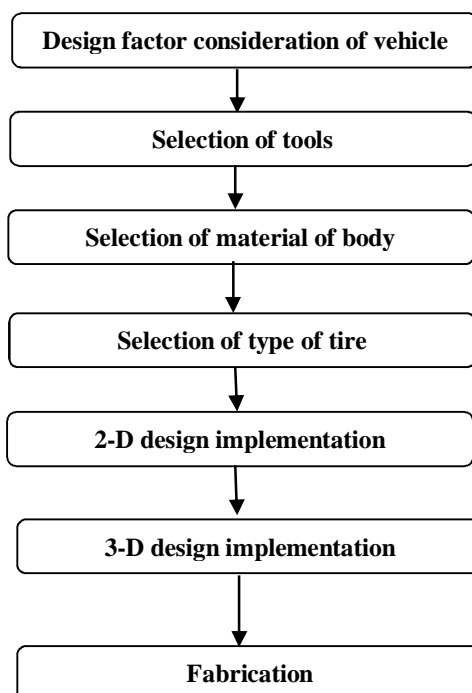 Design factor consideration of vehicle
Selection of tools
Selection of material of body
Selection of type of tire
2-D design implementation
3-D design implementation
Fabrication